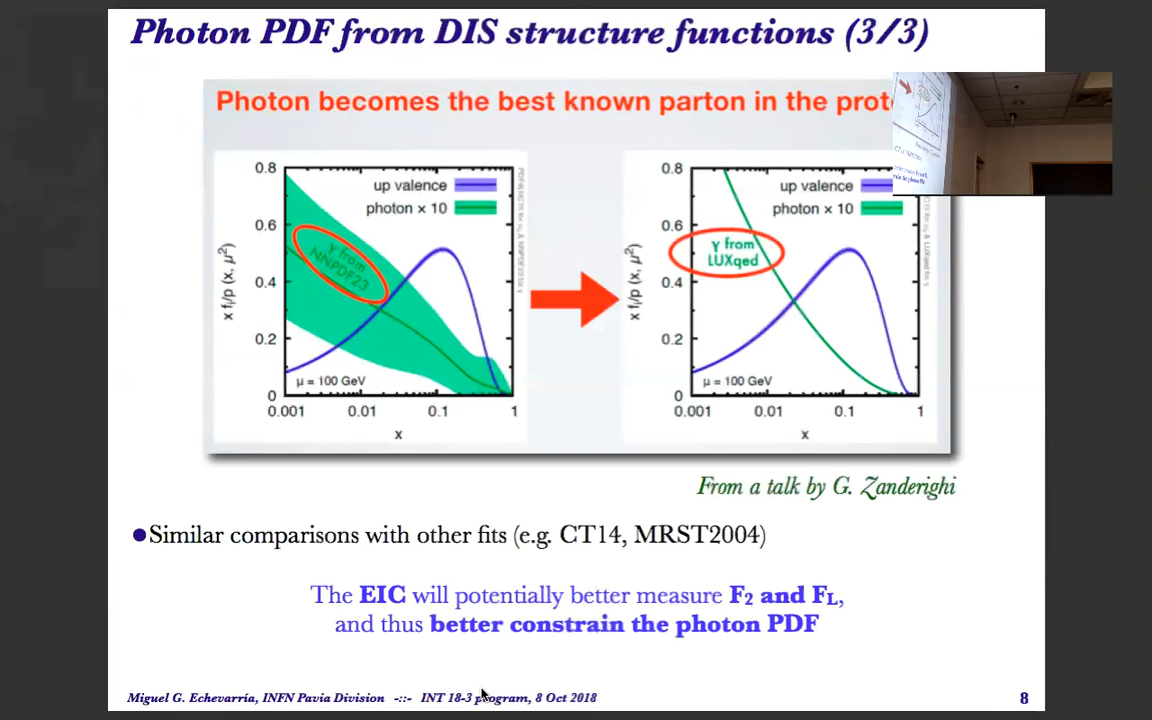 Photon PDF from DIS structure functions (3/3)
Photon becomes the best known parton in the
0.8
0.6
0.4
0.2
0
0.001
0.01
0.1
1
x
x fi/p (x, μ²)
up valence
photon × 10
γ from
NNPDF23
μ = 100 GeV
0.8
0.6
0.4
0.2
0
0.001
0.01
0.1
1
x
x fi/p (x, μ²)
up valence
photon × 10
γ from
LUXqed
μ = 100 GeV
From a talk by G. Zanderighi
●Similar comparisons with other fits (e.g. CT14, MRST2004)
The EIC will potentially better measure F2 and FL,
and thus better constrain the photon PDF
Miguel G. Echevarría, INFN Pavia Division -::- INT 18-3 program, 8 Oct 2018
8